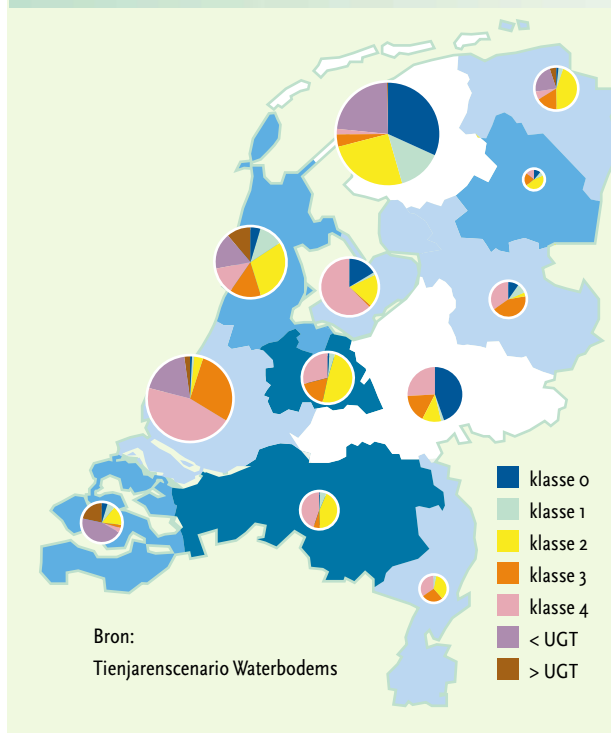 klasse 0
klasse 1
klasse 2
klasse 3
klasse 4
< UGT
> UGT
Bron:
Tienjarenscenario Waterbodems